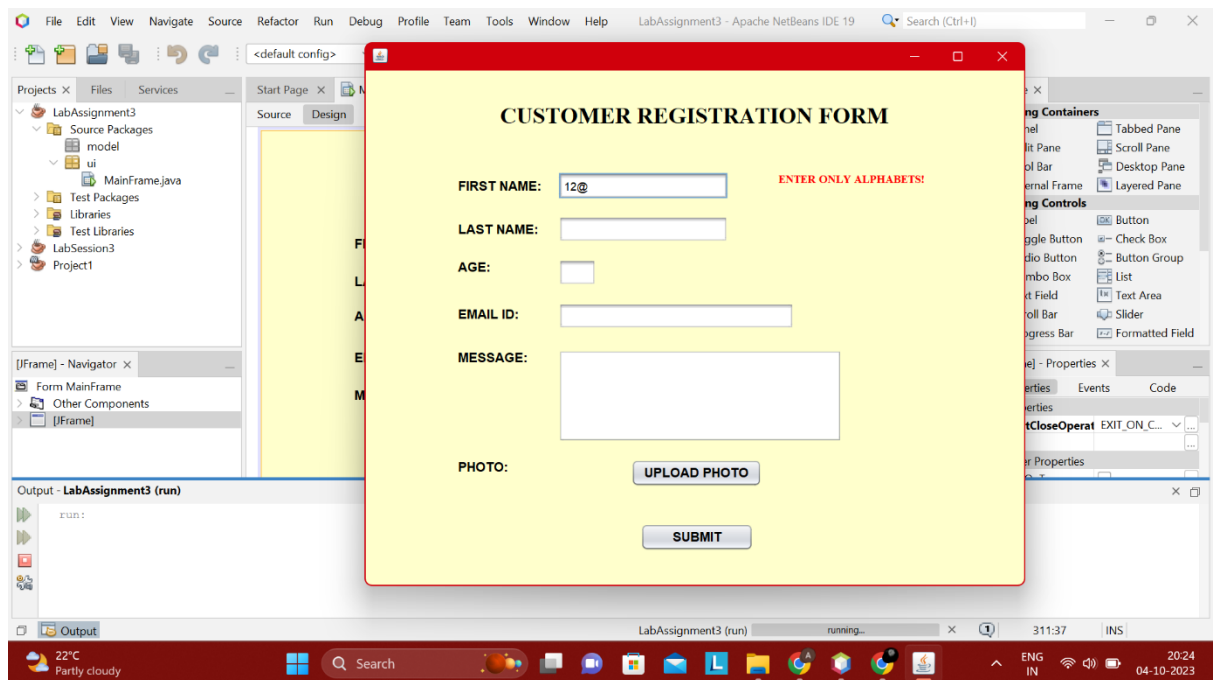 File Edit View Navigate Source Refactor Run Debug Profile Team Tools Window Help LabAssignment3 - Apache NetBeans IDE 19 Search (Ctrl+I)
<default config>
Projects Files Services
Start Page
LabAssignment3
Source Packages
model
ui
MainFrame.java
Test Packages
Libraries
Test Libraries
LabSession3
Project1
Source Design
CUSTOMER REGISTRATION FORM
FIRST NAME: 12@ ENTER ONLY ALPHABETS!
LAST NAME:
AGE:
EMAIL ID:
MESSAGE:
PHOTO: UPLOAD PHOTO
SUBMIT
Tabbed Pane
Scroll Pane
Desktop Pane
Layered Pane
Button
Check Box
Button Group
List
Text Area
Slider
Formatted Field
[JFrame] - Navigator
Form MainFrame
Other Components
[JFrame]
- Properties
Events Code
EXIT_ON_C...
Output - LabAssignment3 (run)
run:
Output LabAssignment3 (run) running... 1 311:37 INS
22°C
Partly cloudy
Search
ENG
IN
20:24
04-10-2023